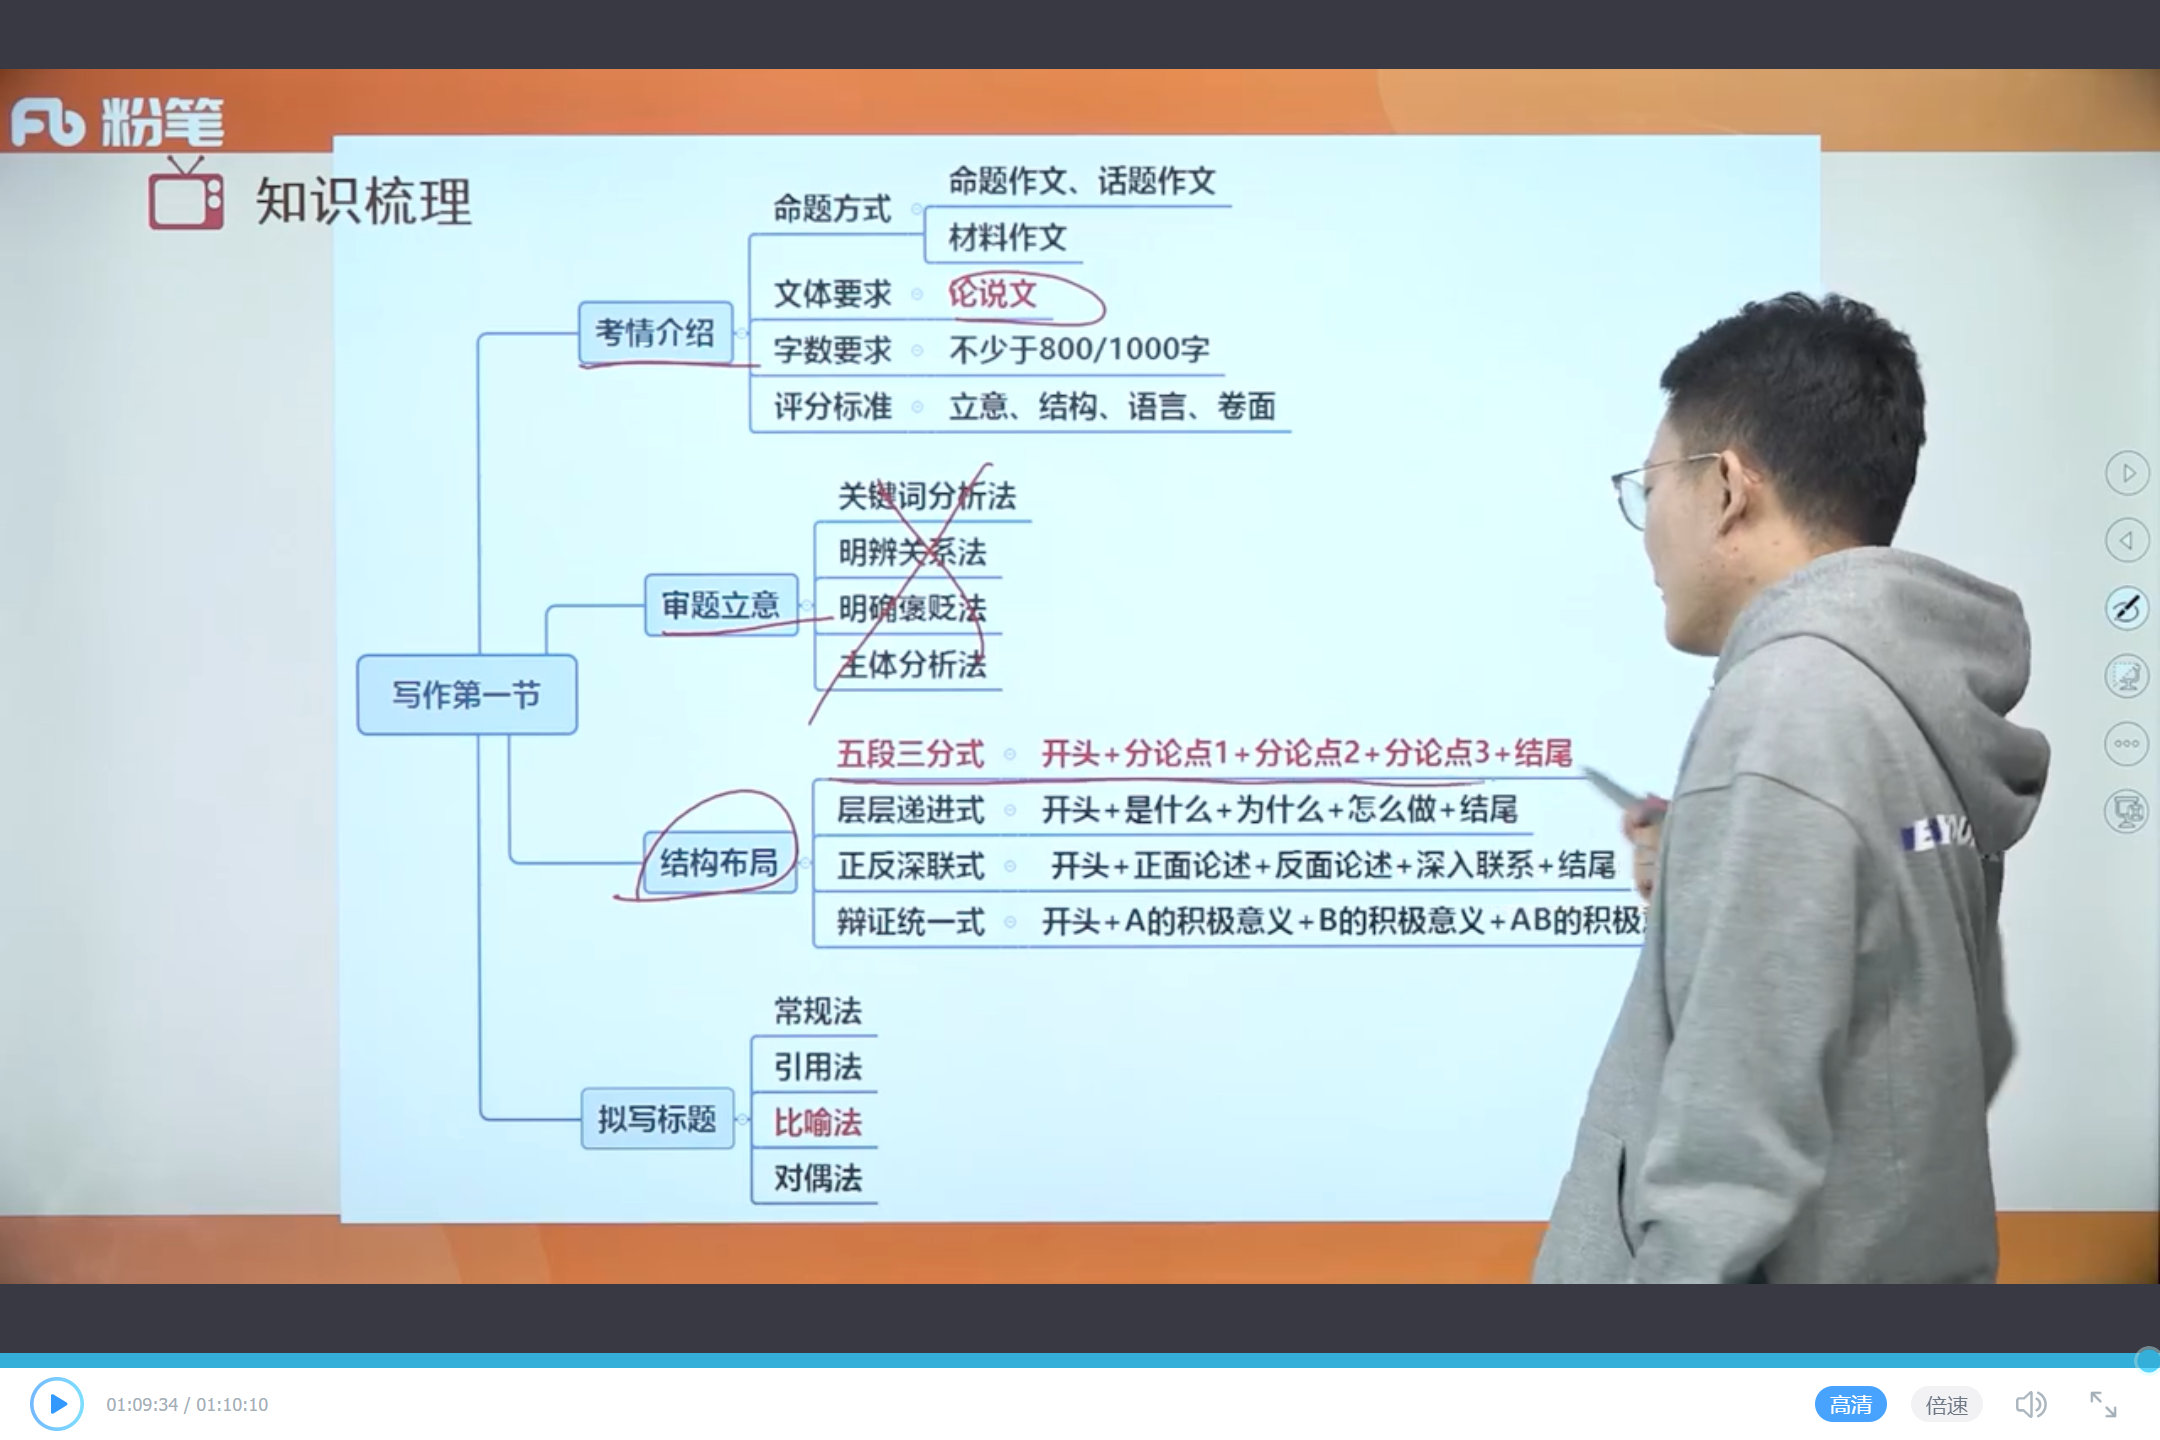 粉笔
知识梳理
写作第一节
考情介绍
命题方式
命题作文、话题作文
材料作文
文体要求
论说文
字数要求
不少于800/1000字
评分标准
立意、结构、语言、卷面
审题立意
关键词分析法
明辨关系法
明确褒贬法
主体分析法
结构布局
五段三分式
开头+分论点1+分论点2+分论点3+结尾
层层递进式
开头+是什么+为什么+怎么做+结尾
正反深联式
开头+正面论述+反面论述+深入联系+结尾
辩证统一式
开头+A的积极意义+B的积极意义+AB的积极
拟写标题
常规法
引用法
比喻法
对偶法
01:09:34 / 01:10:10
高清
倍速